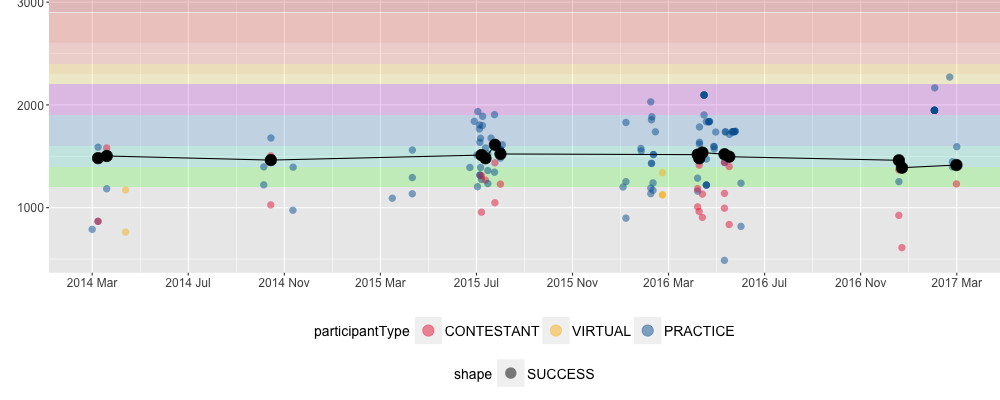 3000
2000
1000
2014 Mar 2014 Jul 2014 Nov 2015 Mar 2015 Jul 2015 Nov 2016 Mar 2016 Jul 2016 Nov 2017 Mar
participantType CONTESTANT VIRTUAL PRACTICE
shape SUCCESS